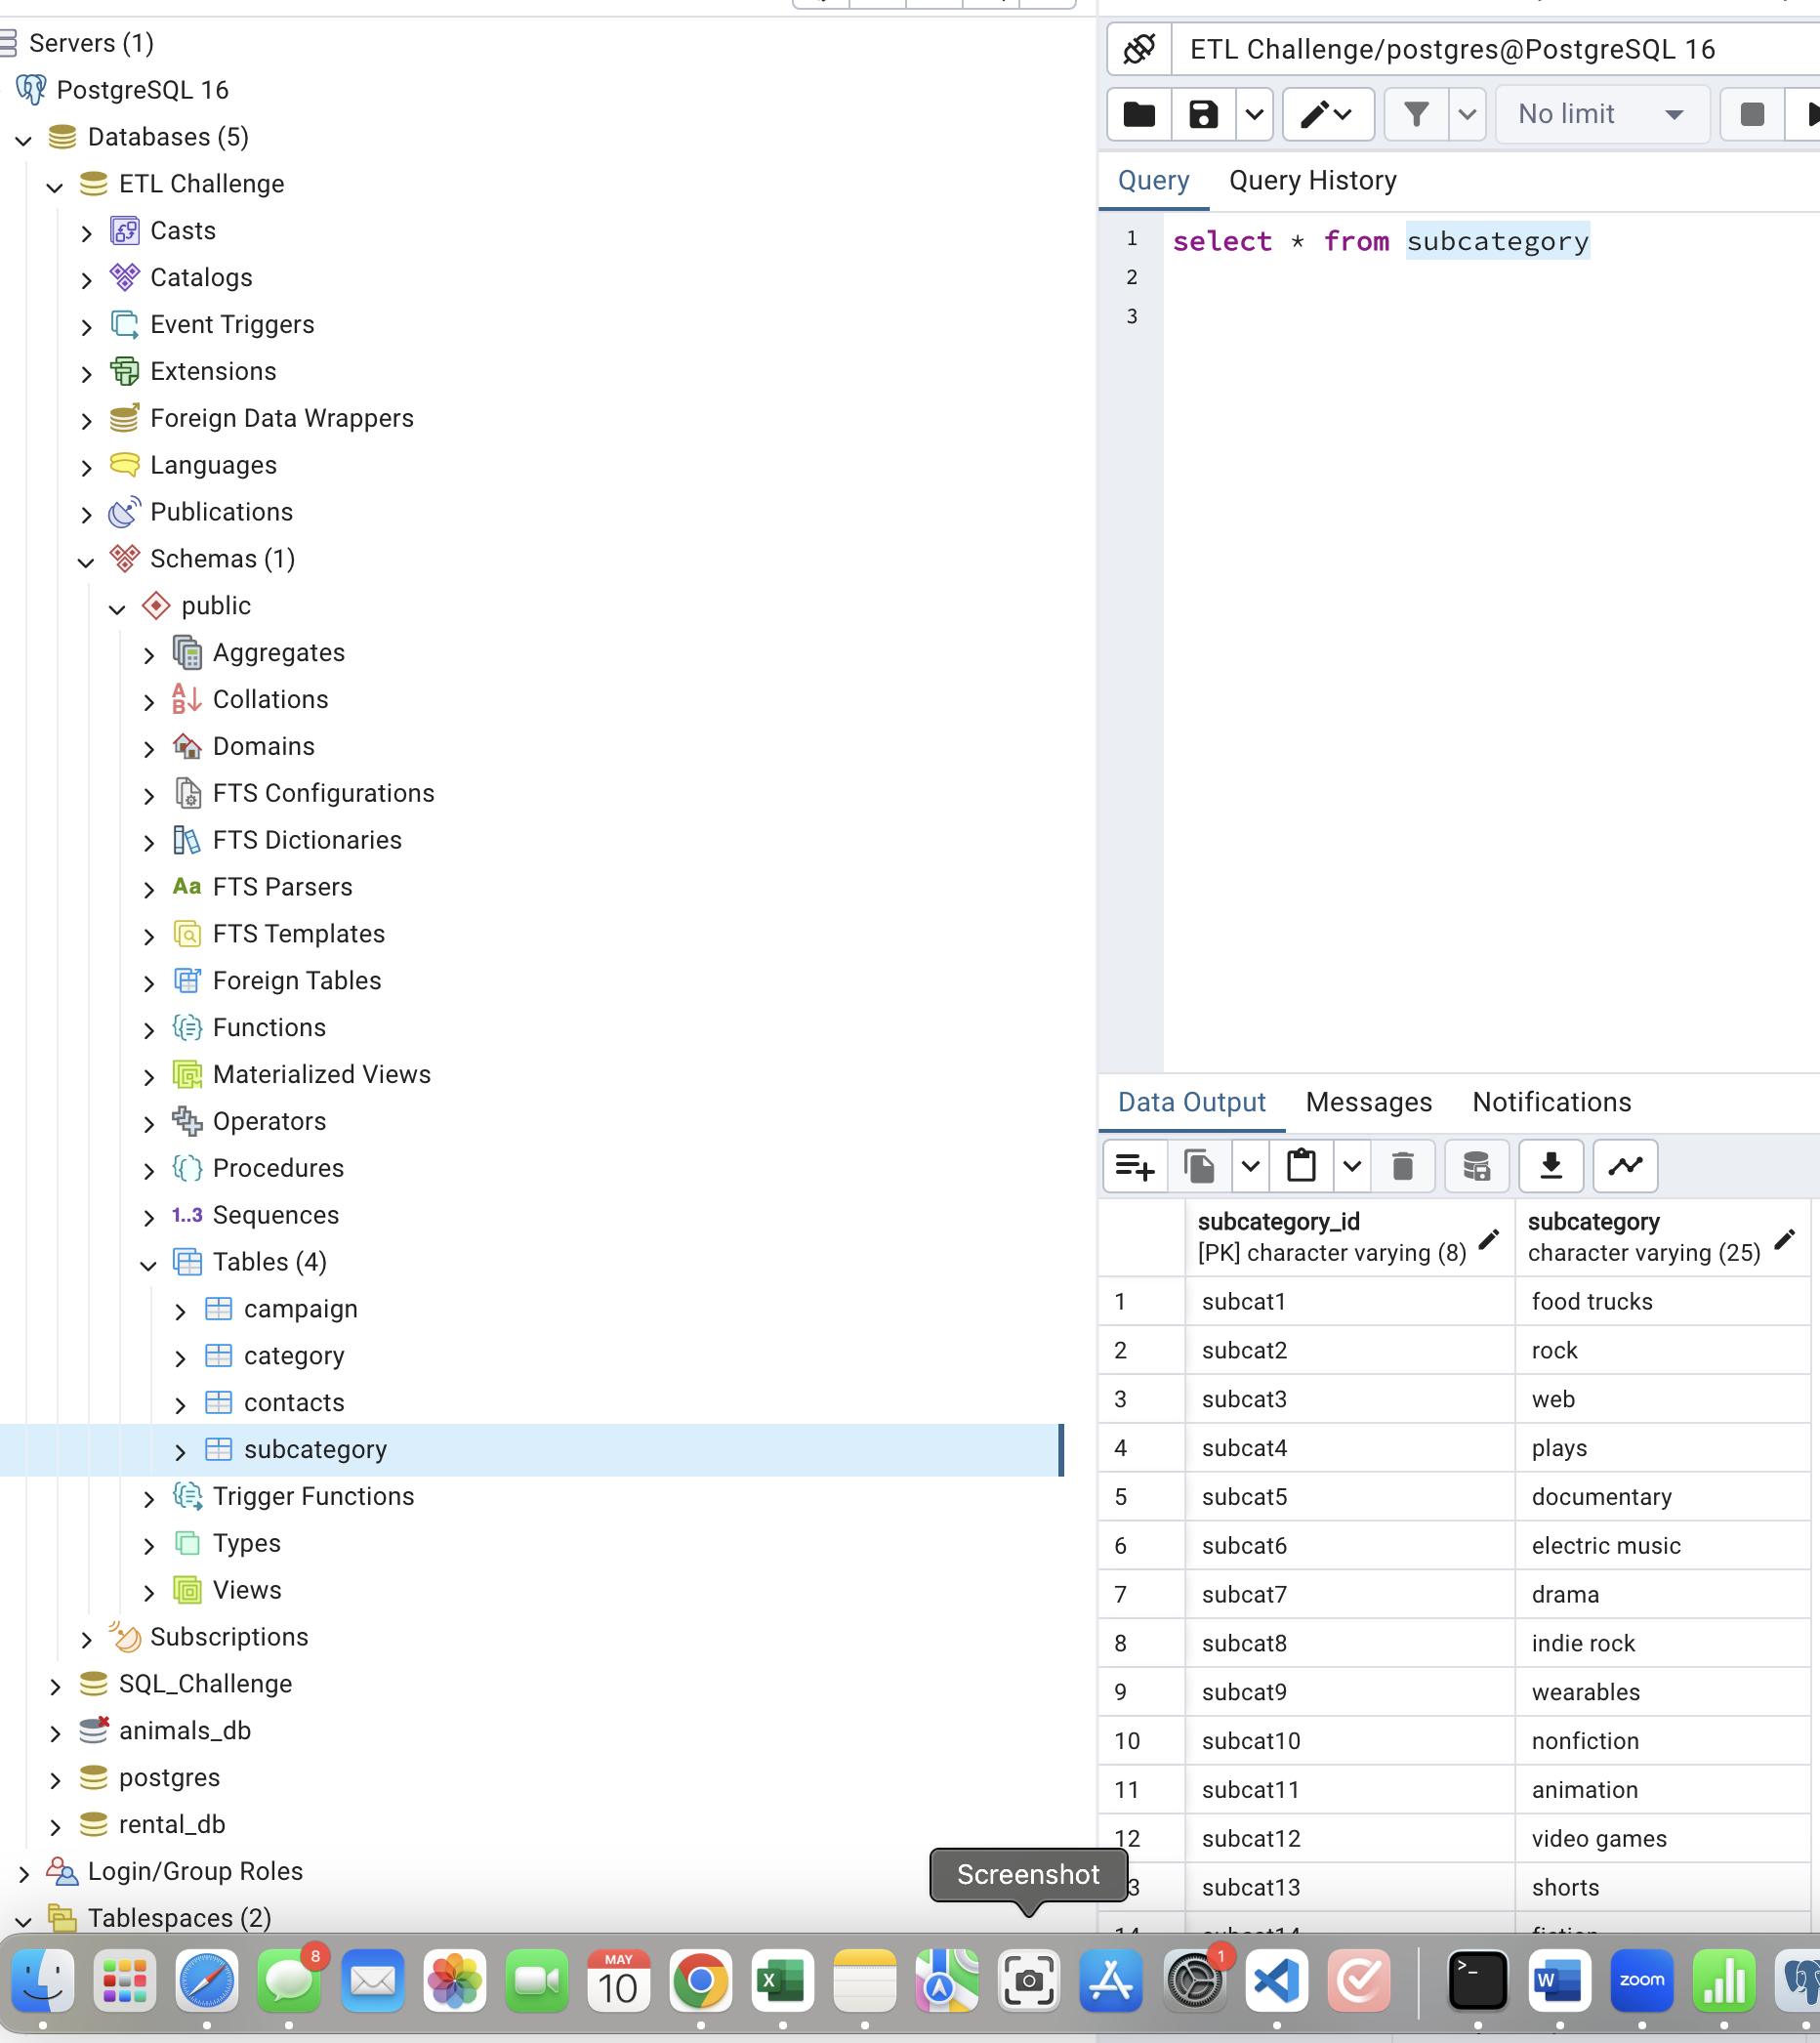 Servers (1)
PostgreSQL 16
Databases (5)
ETL Challenge
Casts
Catalogs
Event Triggers
Extensions
Foreign Data Wrappers
Languages
Publications
Schemas (1)
public
Aggregates
Collations
Domains
FTS Configurations
FTS Dictionaries
Aa FTS Parsers
FTS Templates
Foreign Tables
Functions
Materialized Views
Operators
Procedures
1..3 Sequences
Tables (4)
campaign
category
contacts
subcategory
Trigger Functions
Types
Views
Subscriptions
SQL_Challenge
animals_db
postgres
rental_db
Login/Group Roles
Tablespaces (2)
ETL Challenge/postgres@PostgreSQL 16
No limit
Query Query History
1 select * from subcategory
2
3
Data Output Messages Notifications
subcategory_id subcategory
[PK] character varying (8) character varying (25)
1 subcat1 food trucks
2 subcat2 rock
3 subcat3 web
4 subcat4 plays
5 subcat5 documentary
6 subcat6 electric music
7 subcat7 drama
8 subcat8 indie rock
9 subcat9 wearables
10 subcat10 nonfiction
11 subcat11 animation
12 subcat12 video games
3 subcat13 shorts
14 subcat14 fiction
Screenshot
8
MAY
10
X
1
>_
W
zoom